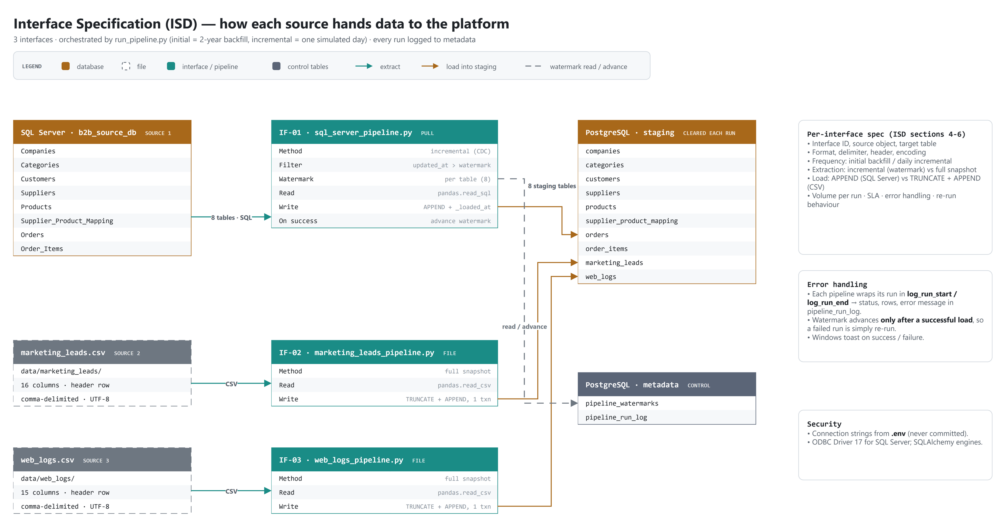 Interface Specification (ISD) — how each source hands data to the platform
3 interfaces · orchestrated by run_pipeline.py (initial = 2-year backfill, incremental = one simulated day) · every run logged to metadata
LEGEND database file interface / pipeline control tables extract load into staging watermark read / advance
SQL Server · b2b_source_db SOURCE 1
Companies
Categories
Customers
Suppliers
Products
Supplier_Product_Mapping
Orders
Order_Items
8 tables · SQL
IF-01 · sql_server_pipeline.py PULL
Method incremental (CDC)
Filter updated_at > watermark
Watermark per table (8)
Read pandas.read_sql
Write APPEND + _loaded_at
On success advance watermark
8 staging tables
PostgreSQL · staging CLEARED EACH RUN
companies
categories
customers
suppliers
products
supplier_product_mapping
orders
order_items
marketing_leads
web_logs
Per-interface spec (ISD sections 4-6)
• Interface ID, source object, target table
• Format, delimiter, header, encoding
• Frequency: initial backfill / daily incremental
• Extraction: incremental (watermark) vs full snapshot
• Load: APPEND (SQL Server) vs TRUNCATE + APPEND
(CSV)
• Volume per run · SLA · error handling · re-run
behaviour
Error handling
• Each pipeline wraps its run in log_run_start /
log_run_end → status, rows, error message in
pipeline_run_log.
• Watermark advances only after a successful load, so
a failed run is simply re-run.
• Windows toast on success / failure.
read / advance
marketing_leads.csv SOURCE 2
data/marketing_leads/
16 columns · header row
comma-delimited · UTF-8
CSV
IF-02 · marketing_leads_pipeline.py FILE
Method full snapshot
Read pandas.read_csv
Write TRUNCATE + APPEND, 1 txn
PostgreSQL · metadata CONTROL
pipeline_watermarks
pipeline_run_log
Security
• Connection strings from .env (never committed).
• ODBC Driver 17 for SQL Server; SQLAlchemy engines.
web_logs.csv SOURCE 3
data/web_logs/
15 columns · header row
comma-delimited · UTF-8
CSV
IF-03 · web_logs_pipeline.py FILE
Method full snapshot
Read pandas.read_csv
Write TRUNCATE + APPEND, 1 txn